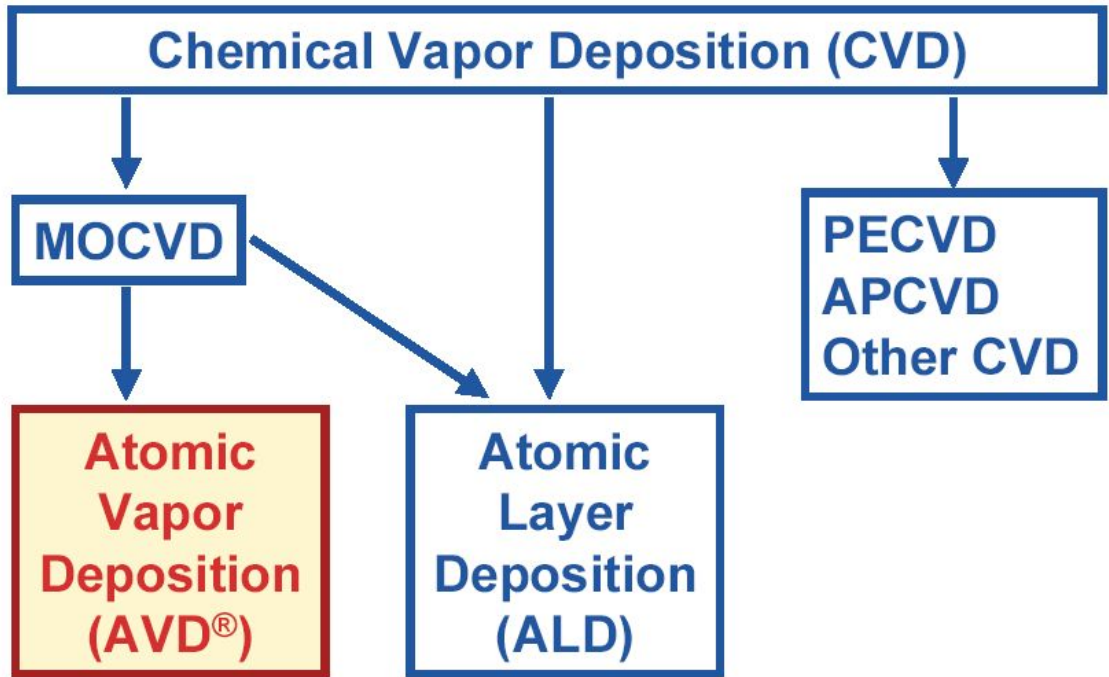 Chemical Vapor Deposition (CVD)
MOCVD
PECVD
APCVD
Other CVD
Atomic
Vapor
Deposition
(AVD®)
Atomic
Layer
Deposition
(ALD)